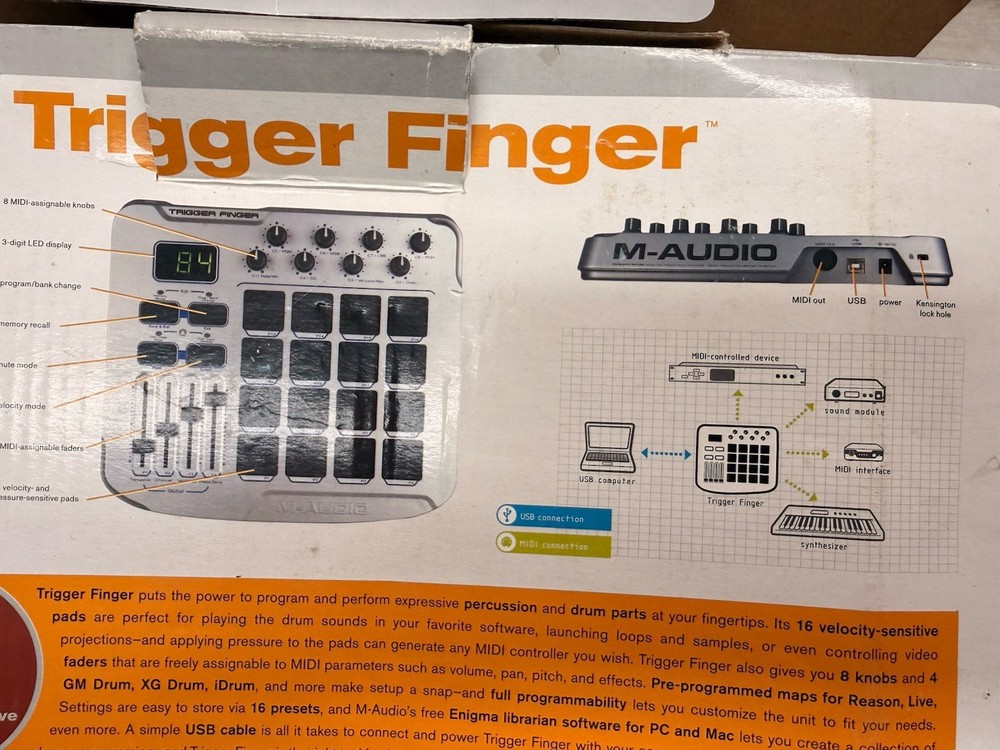 Trigger Finger™
8 MIDI-assignable knobs
3-digit LED display
program/bank change
memory recall
mute mode
velocity mode
MIDI-assignable faders
velocity- and
pressure-sensitive pads
TRIGGER FINGER
84
Global
M-AUDIO
M-AUDIO
MIDI out
USB
power
Kensington
lock hole
MIDI-controlled device
sound module
USB computer
MIDI interface
Trigger Finger
synthesizer
USB connection
MIDI connection
Trigger Finger puts the power to program and perform expressive percussion and drum parts at your fingertips. Its 16 velocity-sensitive
pads are perfect for playing the drum sounds in your favorite software, launching loops and samples, or even controlling video
projections—and applying pressure to the pads can generate any MIDI controller you wish. Trigger Finger also gives you 8 knobs and 4
faders that are freely assignable to MIDI parameters such as volume, pan, pitch, and effects. Pre-programmed maps for Reason, Live,
GM Drum, XG Drum, iDrum, and more make setup a snap—and full programmability lets you customize the unit to fit your needs.
Settings are easy to store via 16 presets, and M-Audio's free Enigma librarian software for PC and Mac lets you create a collection of
even more. A simple USB cable is all it takes to connect and power Trigger Finger with your
ve